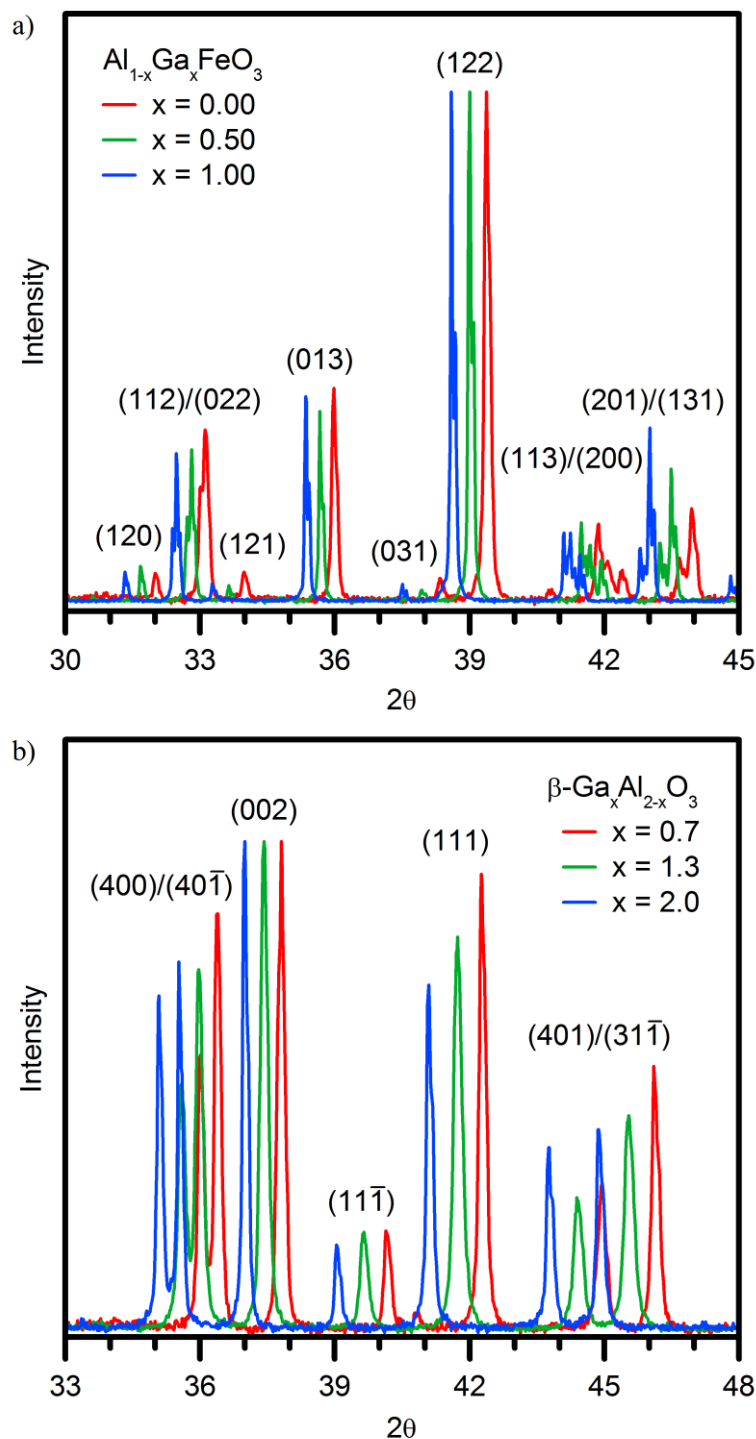 a)
Al₁₋ₓGaₓFeO₃
x = 0.00
x = 0.50
x = 1.00
(122)
(013)
(112)/(022)
(201)/(131)
(113)/(200)
(120)
(121)
(031)
Intensity
30 33 36 39 42 45
2θ
b)
β-GaₓAl₂₋ₓO₃
x = 0.7
x = 1.3
x = 2.0
(002)
(111)
(400)/(401̅)
(401)/(311̅)
(111̅)
Intensity
33 36 39 42 45 48
2θ